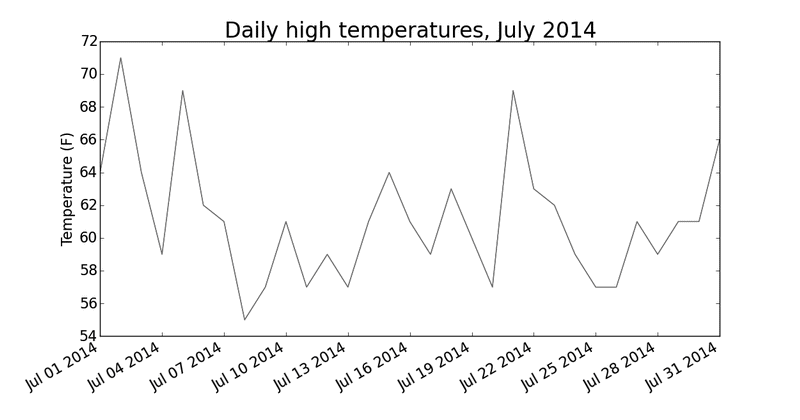 Daily high temperatures, July 2014
Temperature (F)
72
70
68
66
64
62
60
58
56
54
Jul 01 2014
Jul 04 2014
Jul 07 2014
Jul 10 2014
Jul 13 2014
Jul 16 2014
Jul 19 2014
Jul 22 2014
Jul 25 2014
Jul 28 2014
Jul 31 2014